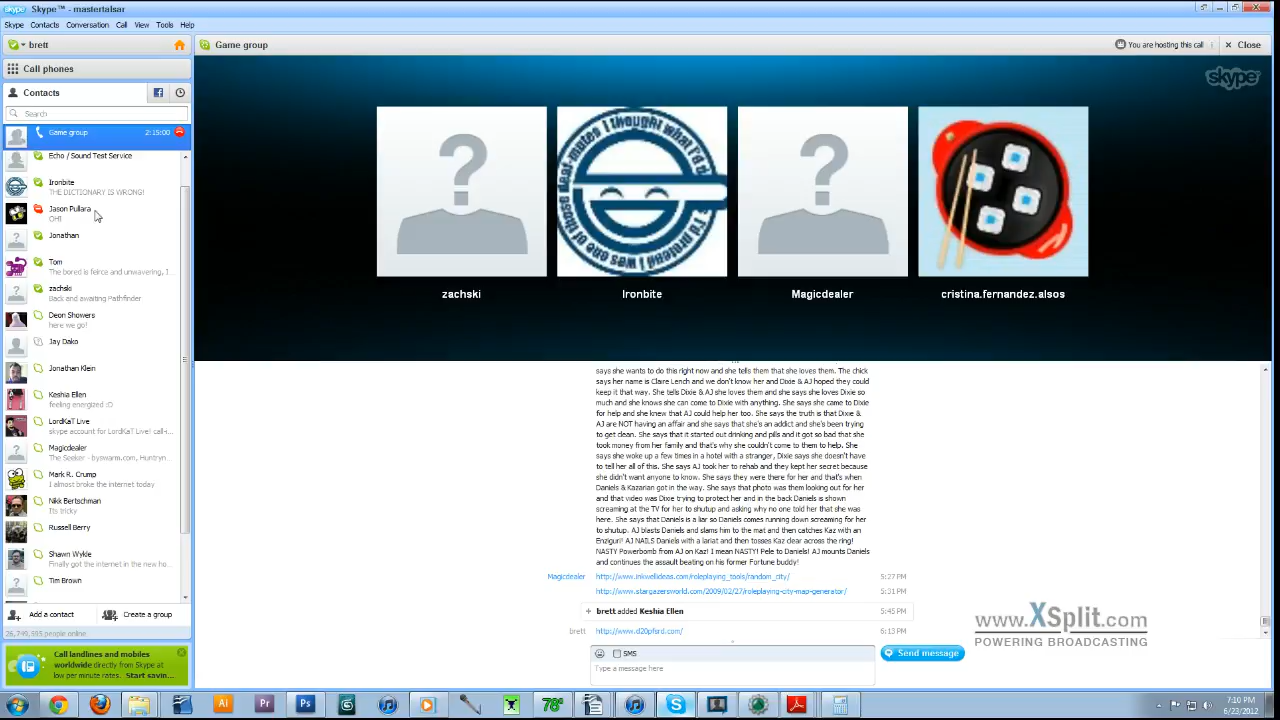 Skype™ - mastertalsar
Skype Contacts Conversation Call View Tools Help
brett
Game group
You are hosting this call
Close
Call phones
Contacts
Search
Game group 2:15:00
Echo / Sound Test Service
Ironbite
THE DICTIONARY IS WRONG!
Jason Pullara
OH!
Jonathan
Tom
The bored is feirce and unwavering, I...
zachski
Back and awaiting Pathfinder
Deon Showers
here we go!
Jay Dako
Jonathan Klein
Keshia Ellen
feeling energized :D
LordKaT Live
skype account for LordKaT Live! call-i...
Magicdealer
The Seeker - byswarm.com, Huntryn...
Mark R. Crump
I almost broke the internet today
Nikk Bertschman
Its tricky
Russell Berry
Shawn Wykle
Finally got the internet in the new ho...
Tim Brown
Add a contact
Create a group
26,749,595 people online
Call landlines and mobiles
worldwide directly from Skype at
low per minute rates. Start savin...
skype
zachski
Ironbite
Magicdealer
cristina.fernandez.alsos
says she wants to do this right now and she tells them that she loves them. The chick
says her name is Claire Lench and we don't know her and Dixie & AJ hoped they could
keep it that way. She tells Dixie & AJ she loves them and she says she loves Dixie so
much and she knows she can come to Dixie with anything. She says she came to Dixie
for help and she knew that AJ could help her too. She says the truth is that Dixie &
AJ are NOT having an affair and she says that she's an addict and she's been trying
to get clean. She says that it started out drinking and pills and it got so bad that she
took money from her family and that's why she couldn't come to them to help. She
says she woke up a few times in a hotel with a stranger, Dixie says she doesn't have
to tell her all of this. She says AJ took her to rehab and they kept her secret because
she didn't want anyone to know. She says they were there for her and that's when
Daniels & Kazarian got in the way. She says that photo was them looking out for her
and that video was Dixie trying to protect her and in the back Daniels is shown
screaming at the TV for her to shutup and asking why no one told her that she was
here. She says that Daniels is a liar so Daniels comes running down screaming for her
to shutup. AJ blasts Daniels and slams him to the mat and then catches Kaz with an
Enziguri! AJ NAILS Daniels with a lariat and then tosses Kaz clear across the ring!
NASTY Powerbomb from AJ on Kaz! I mean NASTY! Pele to Daniels! AJ mounts Daniels
and continues the assault beating on his former Fortune buddy!
Magicdealer http://www.inkwellideas.com/roleplaying_tools/random_city/ 5:27 PM
http://www.stargazersworld.com/2009/02/27/roleplaying-city-map-generator/ 5:31 PM
brett added Keshia Ellen 5:45 PM
brett http://www.d20pfsrd.com/ 6:13 PM
SMS
Type a message here
Send message
www.XSplit.com
POWERING BROADCASTING
Ai
Pr
Ps
78°
7:10 PM
6/23/2012